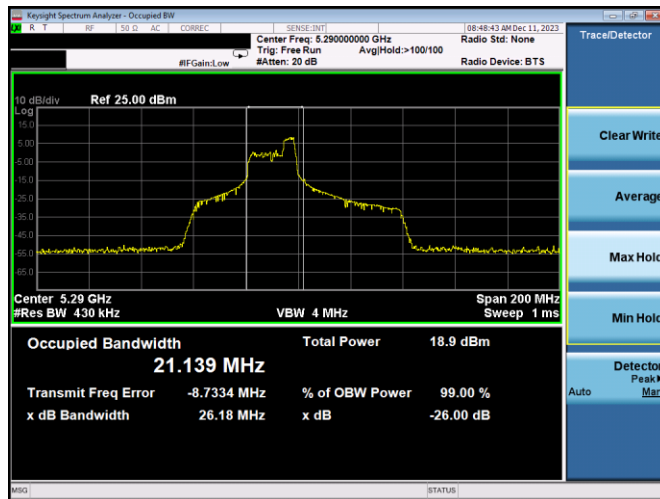 Keysight Spectrum Analyzer - Occupied BW
LXI R T RF 50 Ω AC CORREC SENSE:INT 08:48:43 AM Dec 11, 2023
Center Freq: 5.290000000 GHz Radio Std: None
Trig: Free Run Avg|Hold:>100/100
#IFGain:Low #Atten: 20 dB Radio Device: BTS
Trace/Detector
10 dB/div Ref 25.00 dBm
Log
15.0
5.00
-5.00
-15.0
-25.0
-35.0
-45.0
-55.0
-65.0
Center 5.29 GHz Span 200 MHz
#Res BW 430 kHz VBW 4 MHz Sweep 1 ms
Occupied Bandwidth Total Power 18.9 dBm
21.139 MHz
Transmit Freq Error -8.7334 MHz % of OBW Power 99.00 %
x dB Bandwidth 26.18 MHz x dB -26.00 dB
Clear Write
Average
Max Hold
Min Hold
Detector
Peak
Auto Man
MSG STATUS